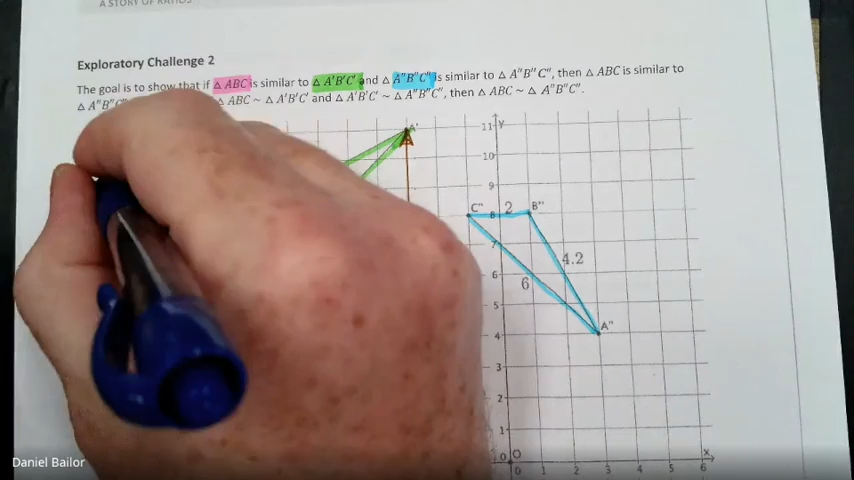 A STORY OF RATIOS
Exploratory Challenge 2
The goal is to show that if △ ABC is similar to △ A'B'C' and △ A"B"C" is similar to △ A"B"C", then △ ABC is similar to
△ A"B"C" △ ABC ~ △ A'B'C' and △ A'B'C' ~ △ A"B"C", then △ ABC ~ △ A"B"C".
A'
11 y
10
9
C" 8 2 B"
7
4.2
6
6
5
A"
4
3
2
1
0 O x
0 1 2 3 4 5 6
Daniel Bailor